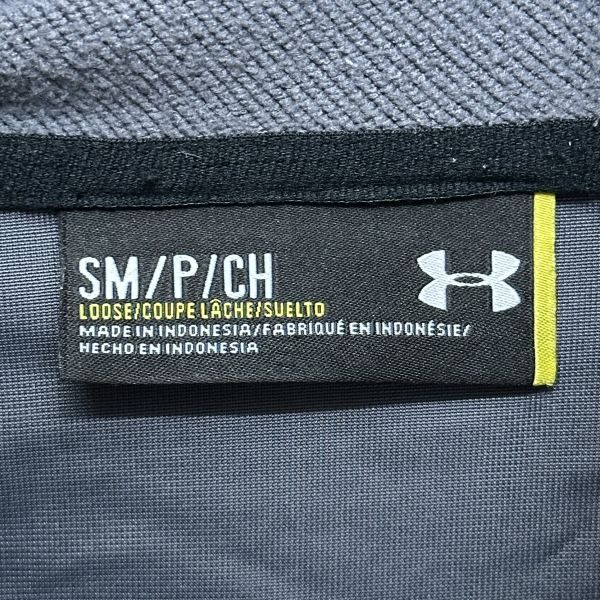 SM/P/CH
LOOSE/COUPE LÂCHE/SUELTO
MADE IN INDONESIA/FABRIQUÉ EN INDONÉSIE/
HECHO EN INDONESIA